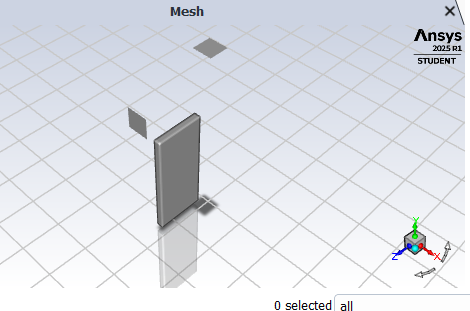 Mesh
Ansys
2025 R1
STUDENT
Y
Z
X
0 selected all